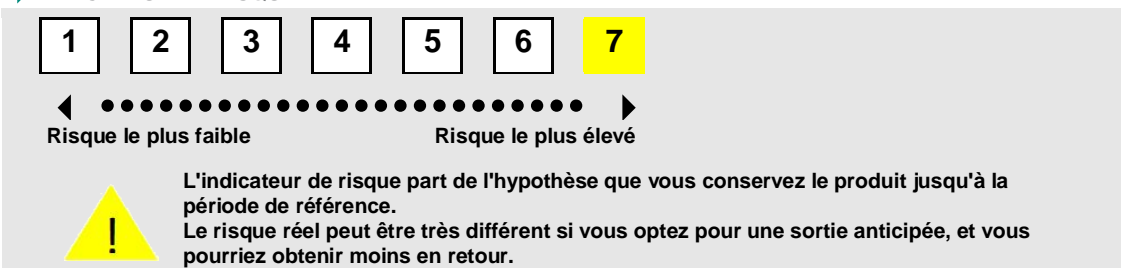 1 2 3 4 5 6 7
Risque le plus faible Risque le plus élevé
L'indicateur de risque part de l'hypothèse que vous conservez le produit jusqu'à la
période de référence.
Le risque réel peut être très différent si vous optez pour une sortie anticipée, et vous
pourriez obtenir moins en retour.
!